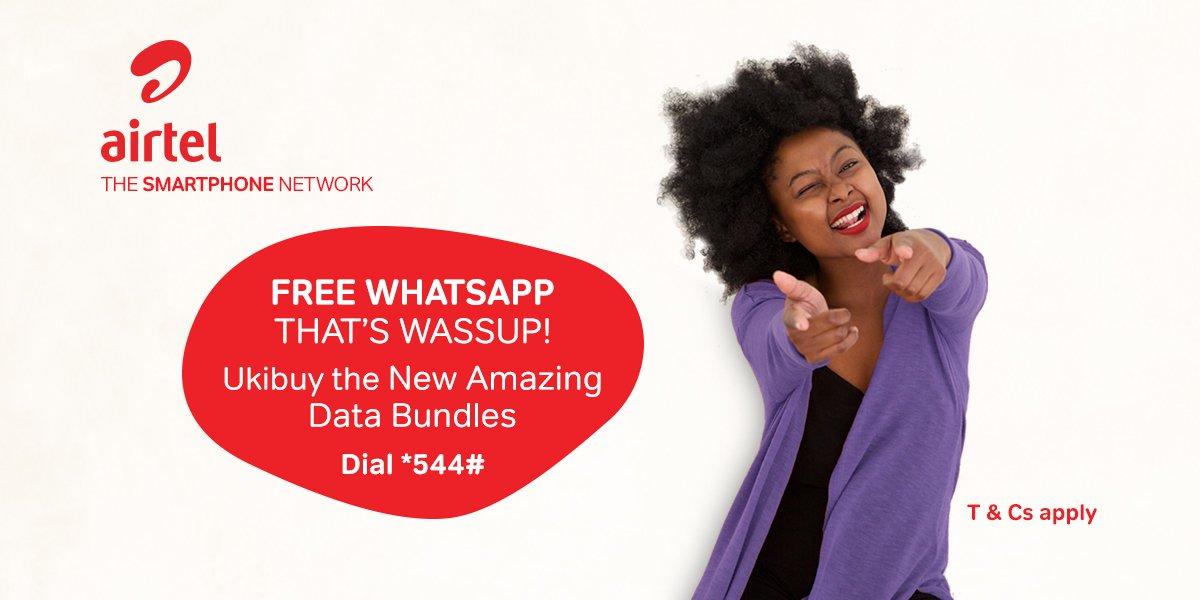 airtel
THE SMARTPHONE NETWORK
FREE WHATSAPP
THAT'S WASSUP!
Ukibuy the New Amazing
Data Bundles
Dial *544#
T & Cs apply